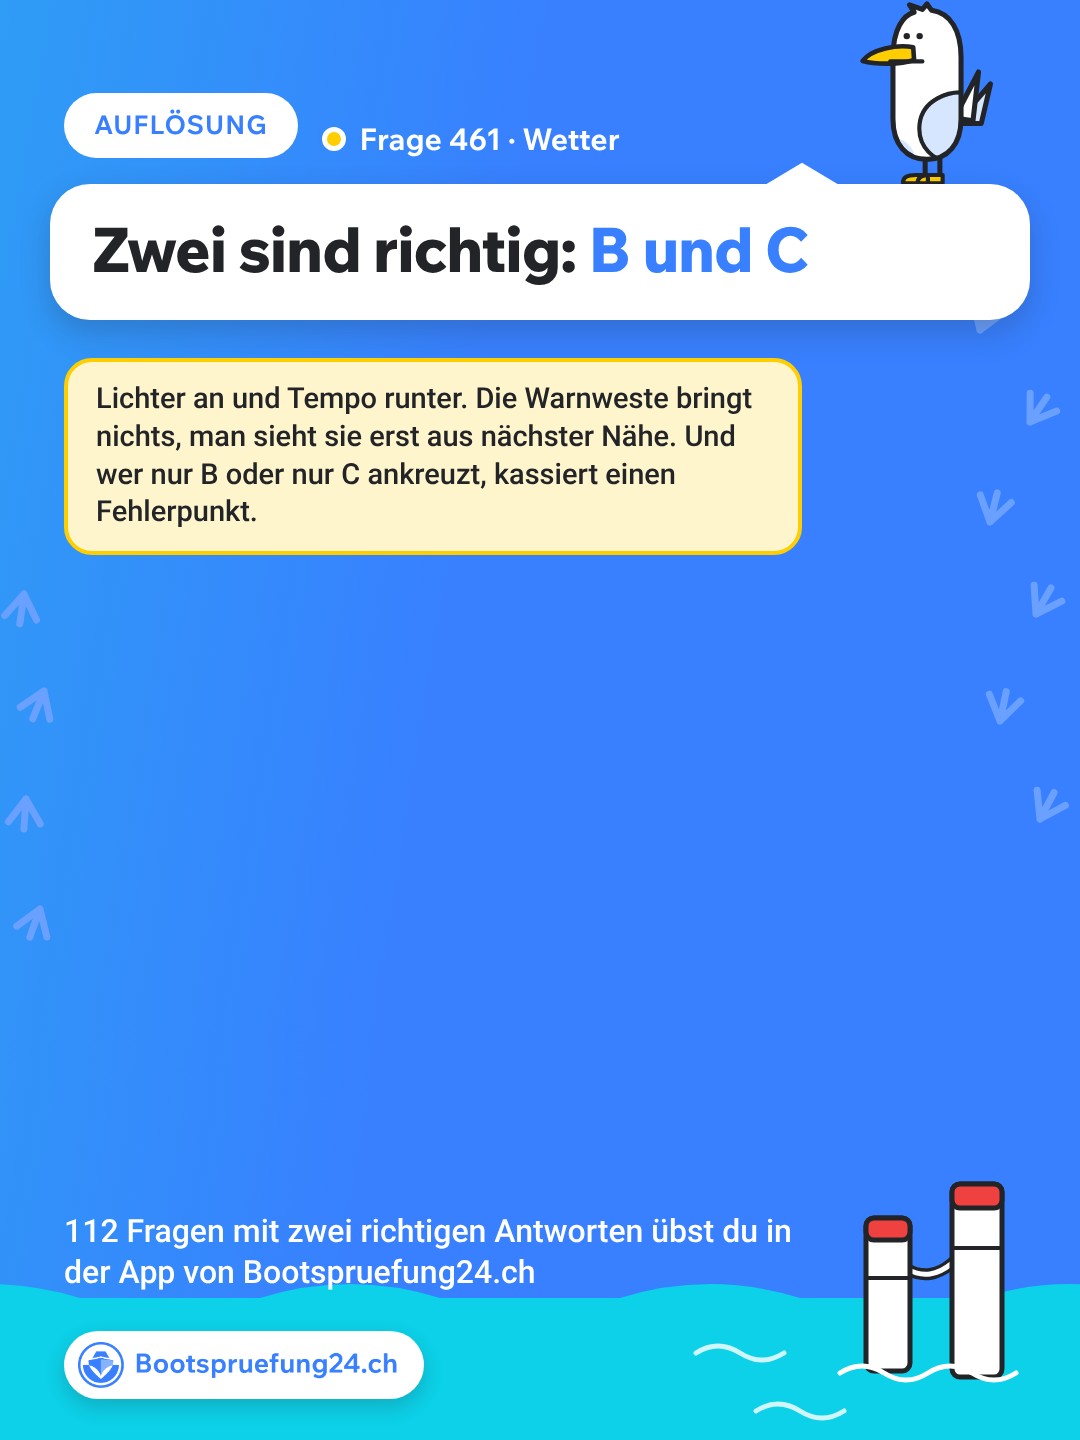 AUFLÖSUNG
Frage 461 · Wetter
Zwei sind richtig: B und C
Lichter an und Tempo runter. Die Warnweste bringt
nichts, man sieht sie erst aus nächster Nähe. Und
wer nur B oder nur C ankreuzt, kassiert einen
Fehlerpunkt.
112 Fragen mit zwei richtigen Antworten übst du in
der App von Bootspruefung24.ch
Bootspruefung24.ch